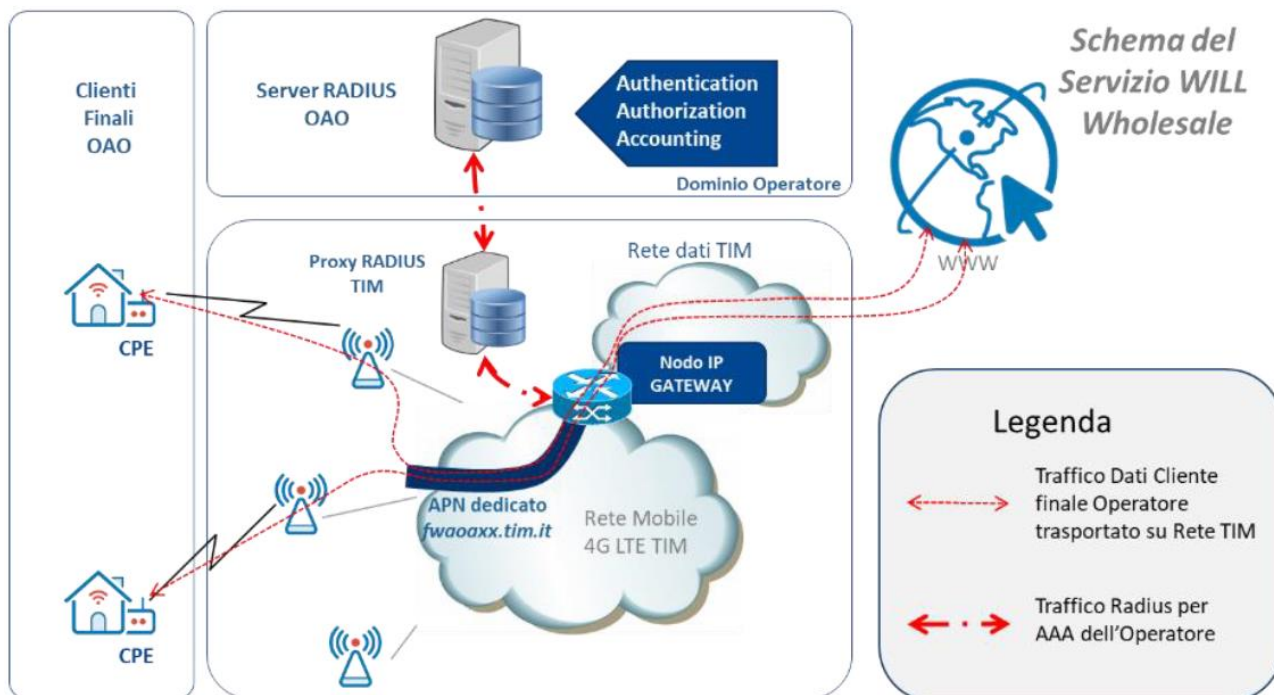 Schema del
Servizio WILL
Wholesale
Clienti
Finali
OAO
Server RADIUS
OAO
Authentication
Authorization
Accounting
Dominio Operatore
WWW
Proxy RADIUS
TIM
Rete dati TIM
CPE
Nodo IP
GATEWAY
APN dedicato
fwaoaxx.tim.it
Rete Mobile
4G LTE TIM
CPE
Legenda
Traffico Dati Cliente
finale Operatore
trasportato su Rete TIM
Traffico Radius per
AAA dell'Operatore